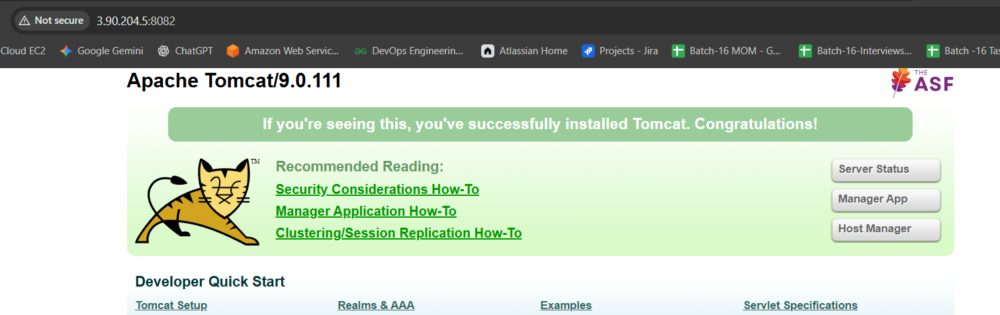 Not secure 3.90.204.5:8082
Cloud EC2 Google Gemini ChatGPT Amazon Web Servic... DevOps Engineerin... Atlassian Home Projects - Jira Batch-16 MOM - G... Batch-16-Interviews... Batch -16 Tas
Apache Tomcat/9.0.111
THE
ASF
If you're seeing this, you've successfully installed Tomcat. Congratulations!
TM
Recommended Reading:
Security Considerations How-To
Manager Application How-To
Clustering/Session Replication How-To
Server Status
Manager App
Host Manager
Developer Quick Start
Tomcat Setup Realms & AAA Examples Servlet Specifications